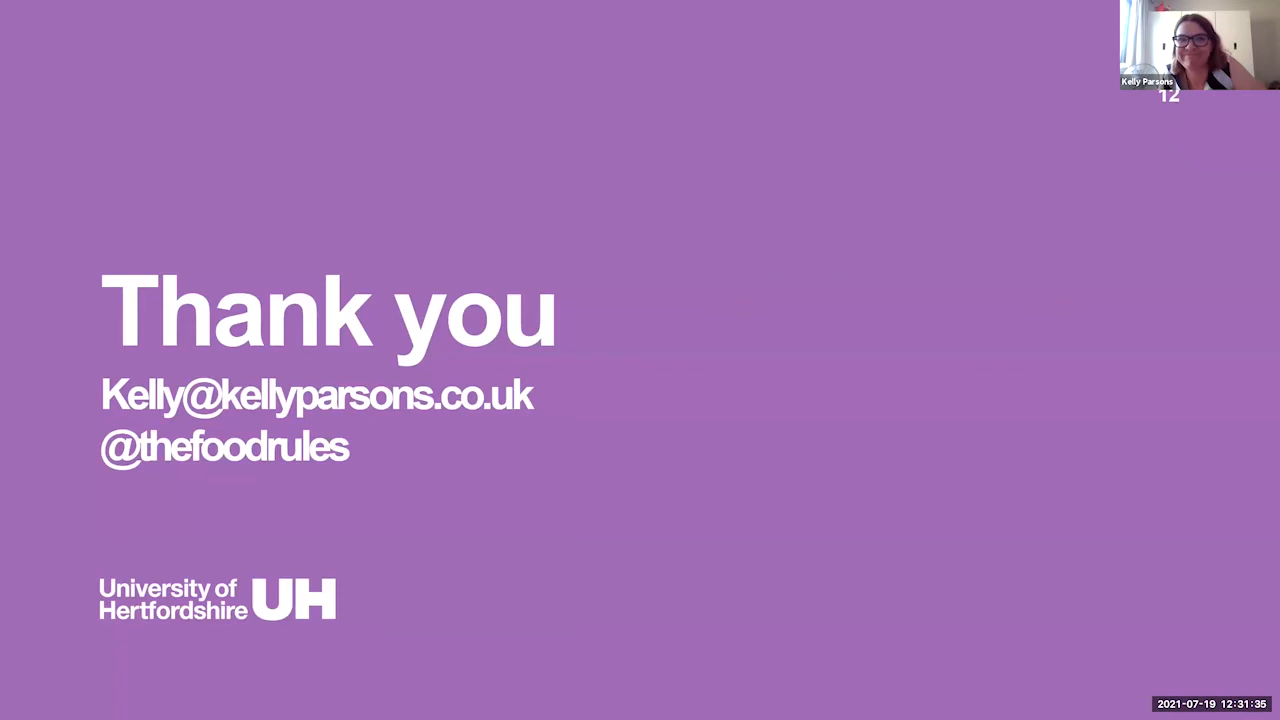 Kelly Parsons
12
Thank you
Kelly@kellyparsons.co.uk
@thefoodrules
University of
Hertfordshire UH
2021-07-19 12:31:35